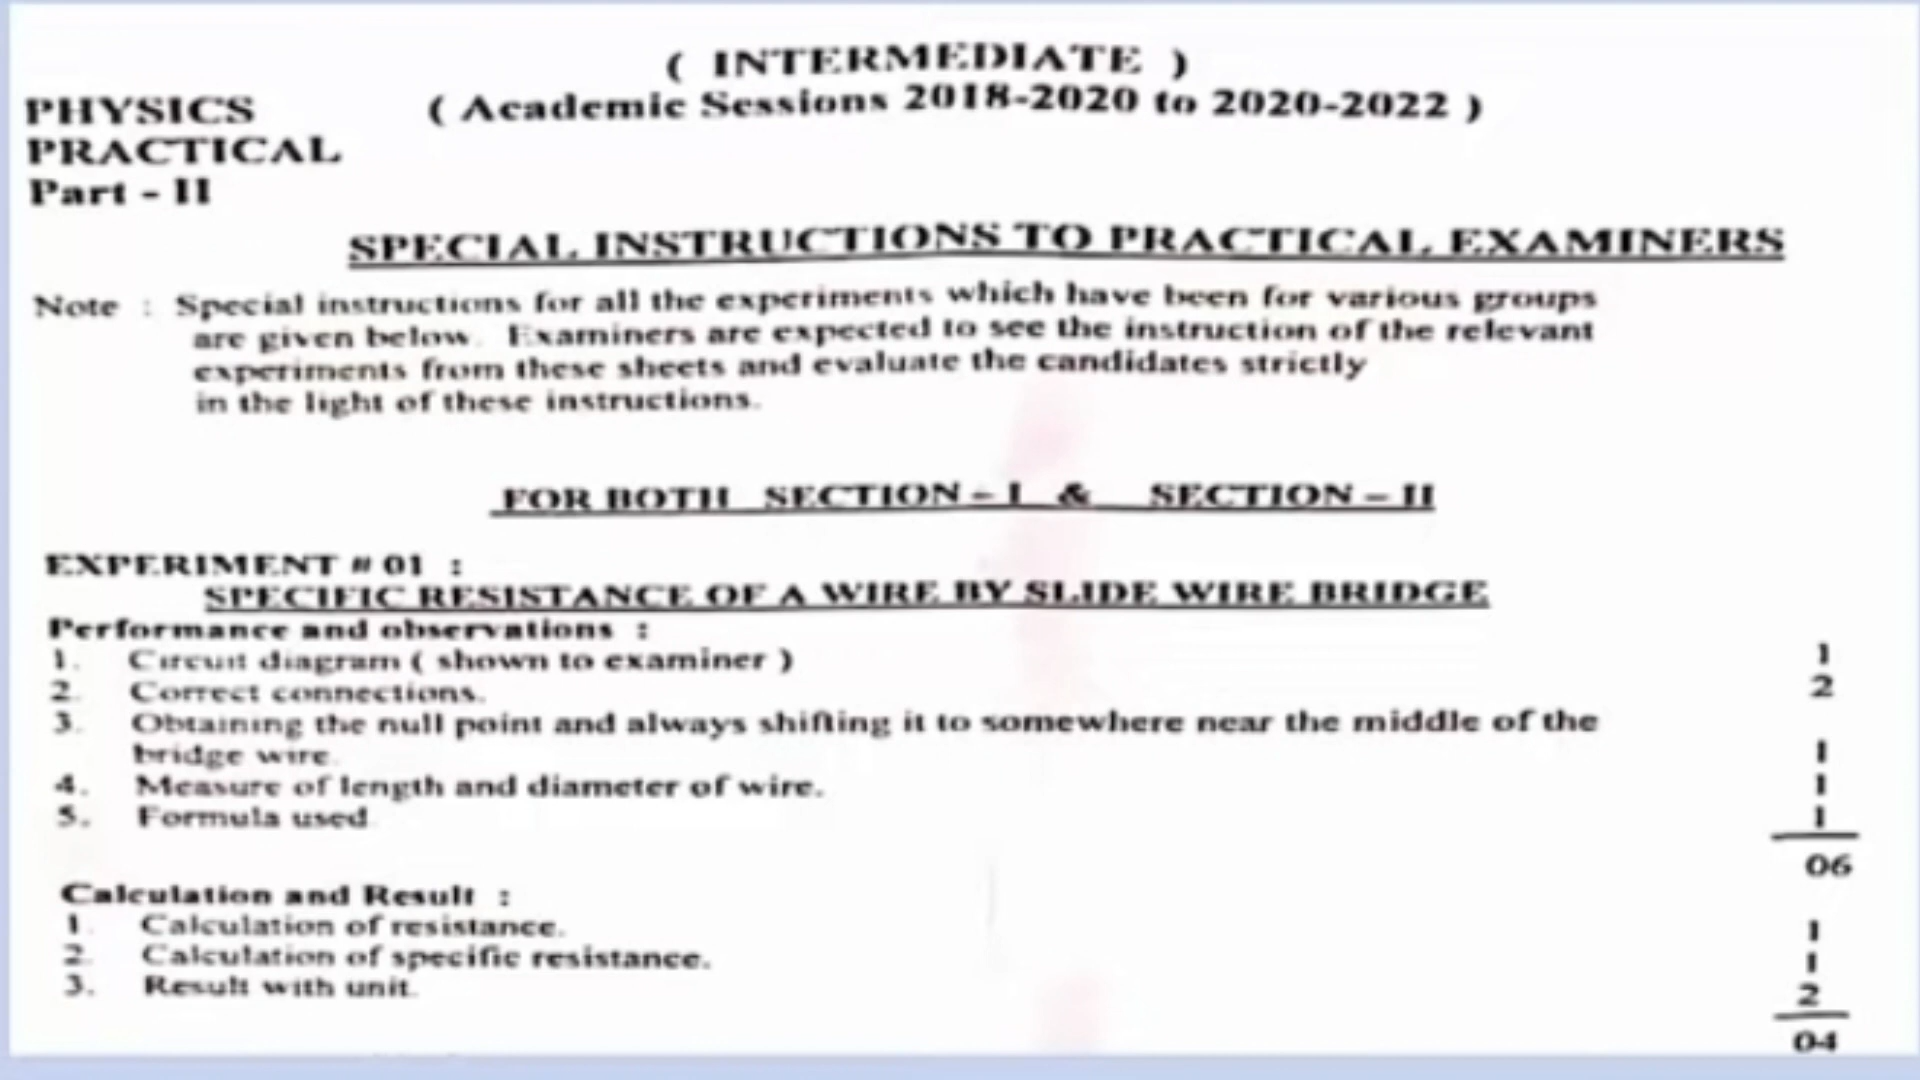 ( INTERMEDIATE )
PHYSICS ( Academic Sessions 2018-2020 to 2020-2022 )
PRACTICAL
Part - II
SPECIAL INSTRUCTIONS TO PRACTICAL EXAMINERS
Note : Special instructions for all the experiments which have been for various groups
are given below. Examiners are expected to see the instruction of the relevant
experiments from these sheets and evaluate the candidates strictly
in the light of these instructions.
FOR BOTH SECTION – I & SECTION – II
EXPERIMENT # 01 :
SPECIFIC RESISTANCE OF A WIRE BY SLIDE WIRE BRIDGE
Performance and observations :
1. Circuit diagram ( shown to examiner ) 1
2. Correct connections. 2
3. Obtaining the null point and always shifting it to somewhere near the middle of the
bridge wire. 1
4. Measure of length and diameter of wire. 1
5. Formula used 1
06
Calculation and Result :
1. Calculation of resistance. 1
2. Calculation of specific resistance. 1
3. Result with unit. 2
04